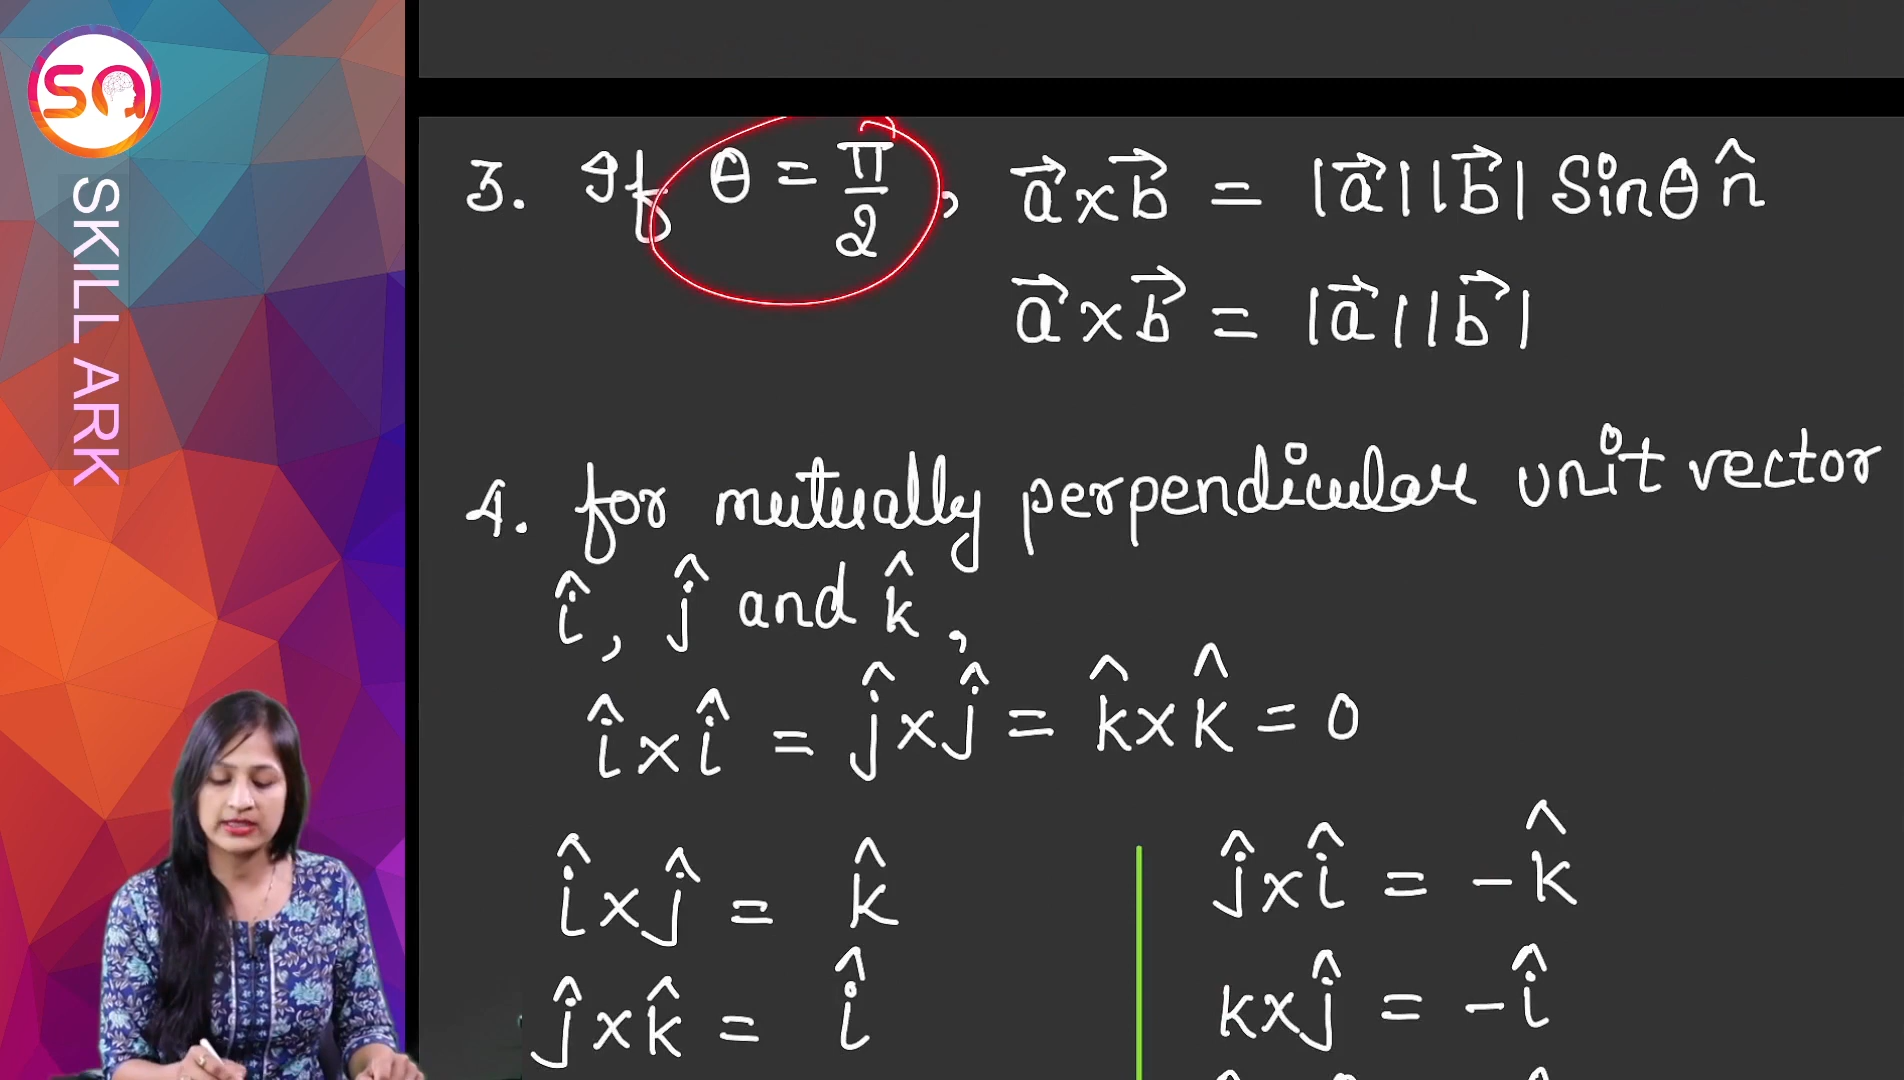 SKILL ARK
3. If θ = π/2, a⃗ × b⃗ = |a⃗||b⃗| Sinθ n̂
a⃗ × b⃗ = |a⃗||b⃗|
4. for mutually perpendicular unit vector
î, ĵ and k̂,
î × î = ĵ × ĵ = k̂ × k̂ = 0
î × ĵ = k̂
ĵ × k̂ = î
ĵ × î = -k̂
k × ĵ = -î